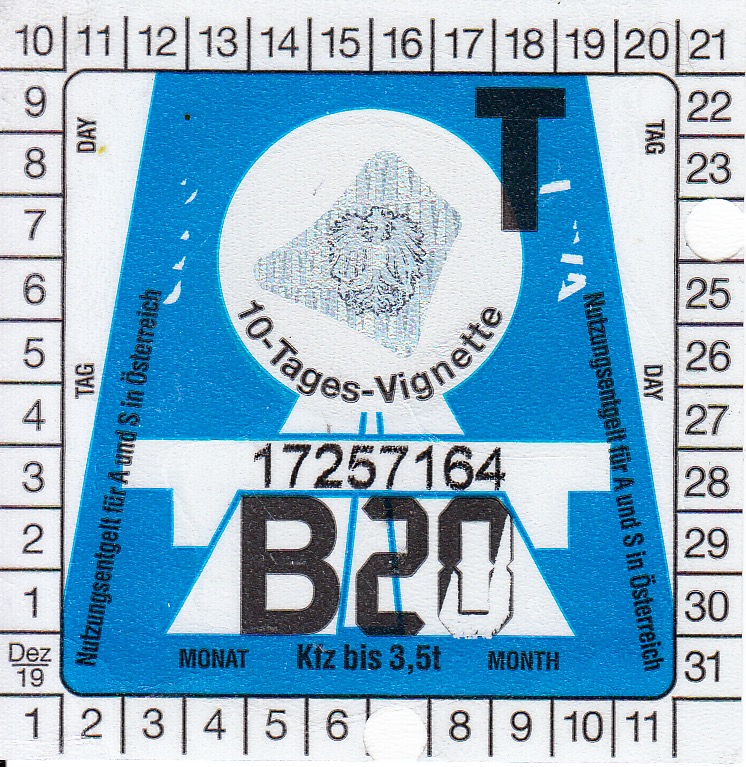 10 11 12 13 14 15 16 17 18 19 20 21
9 22
8 23
7
6 25
5 26
4 27
3 28
2 29
1 30
Dez
19
31
1 2 3 4 5 6 8 9 10 11
DAY
TAG
T
10-Tages-Vignette
TAG
DAY
Nutzungsentgelt für A und S in Österreich
Nutzungsentgelt für A und S in Österreich
17257164
B20
MONAT Kfz bis 3,5t MONTH